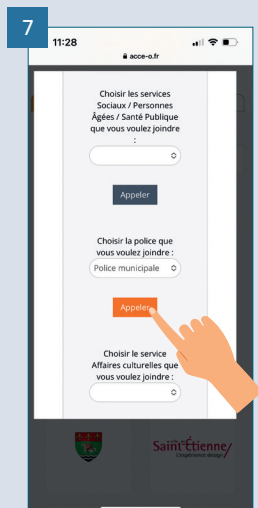 7
11:28
acce-o.fr
Choisir les services
Sociaux / Personnes
Âgées / Santé Publique
que vous voulez joindre
:
Appeler
Choisir la police que
vous voulez joindre :
Police municipale
Appeler
Choisir le service
Affaires culturelles que
vous voulez joindre :
Saint-Étienne
L'expérience design